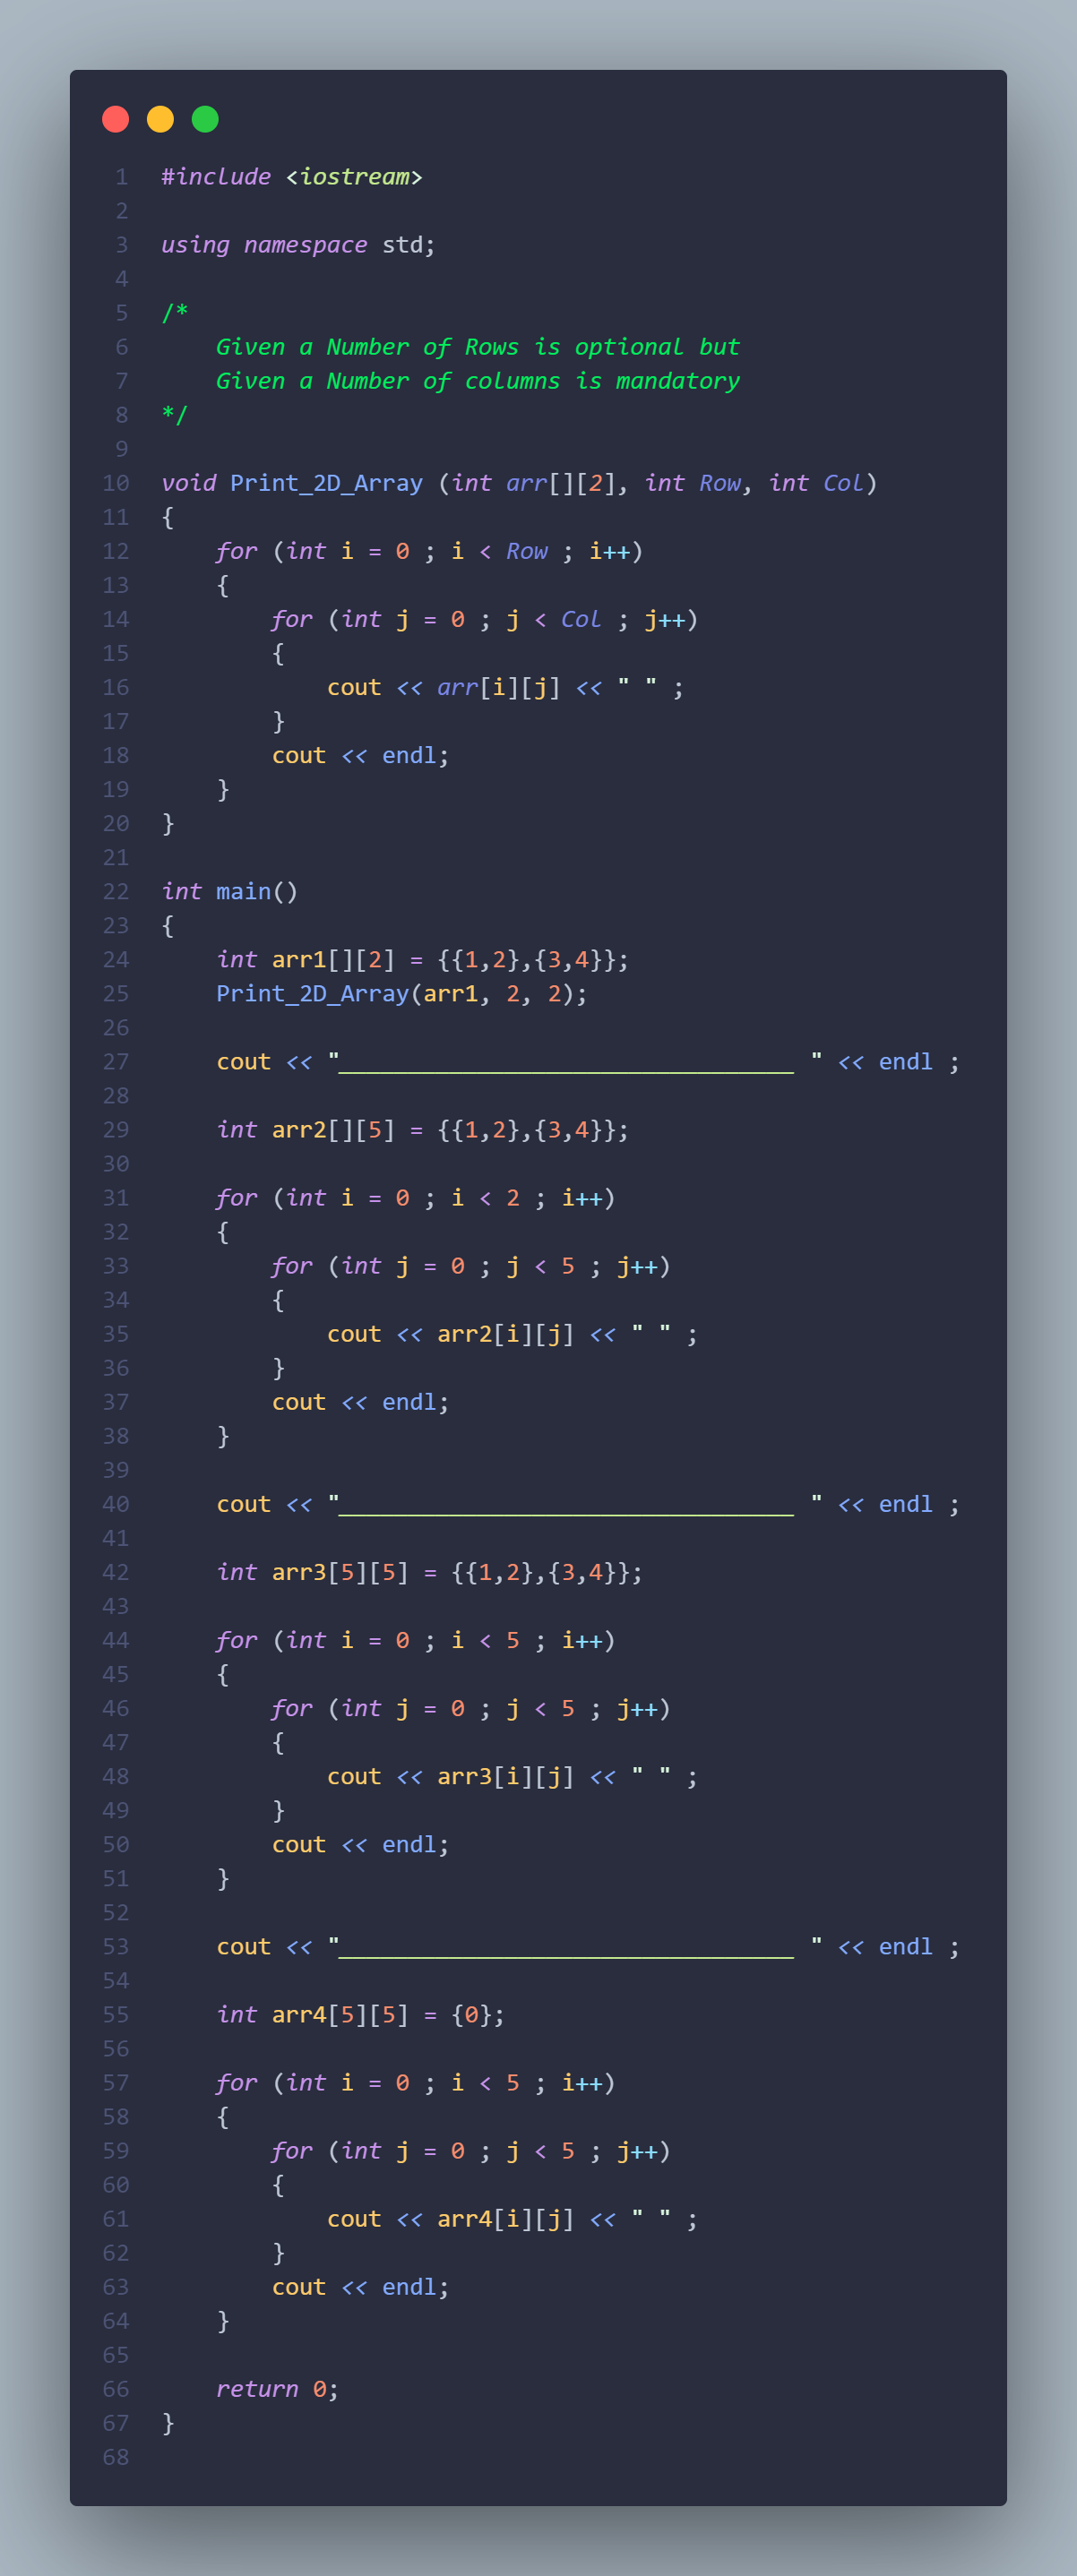 1 #include <iostream>
2
3 using namespace std;
4
5 /*
6     Given a Number of Rows is optional but
7     Given a Number of columns is mandatory
8 */
9
10 void Print_2D_Array (int arr[][2], int Row, int Col)
11 {
12     for (int i = 0 ; i < Row ; i++)
13     {
14         for (int j = 0 ; j < Col ; j++)
15         {
16             cout << arr[i][j] << " " ;
17         }
18         cout << endl;
19     }
20 }
21
22 int main()
23 {
24     int arr1[][2] = {{1,2},{3,4}};
25     Print_2D_Array(arr1, 2, 2);
26
27     cout << "_________________________________ " << endl ;
28
29     int arr2[][5] = {{1,2},{3,4}};
30
31     for (int i = 0 ; i < 2 ; i++)
32     {
33         for (int j = 0 ; j < 5 ; j++)
34         {
35             cout << arr2[i][j] << " " ;
36         }
37         cout << endl;
38     }
39
40     cout << "_________________________________ " << endl ;
41
42     int arr3[5][5] = {{1,2},{3,4}};
43
44     for (int i = 0 ; i < 5 ; i++)
45     {
46         for (int j = 0 ; j < 5 ; j++)
47         {
48             cout << arr3[i][j] << " " ;
49         }
50         cout << endl;
51     }
52
53     cout << "_________________________________ " << endl ;
54
55     int arr4[5][5] = {0};
56
57     for (int i = 0 ; i < 5 ; i++)
58     {
59         for (int j = 0 ; j < 5 ; j++)
60         {
61             cout << arr4[i][j] << " " ;
62         }
63         cout << endl;
64     }
65
66     return 0;
67 }
68